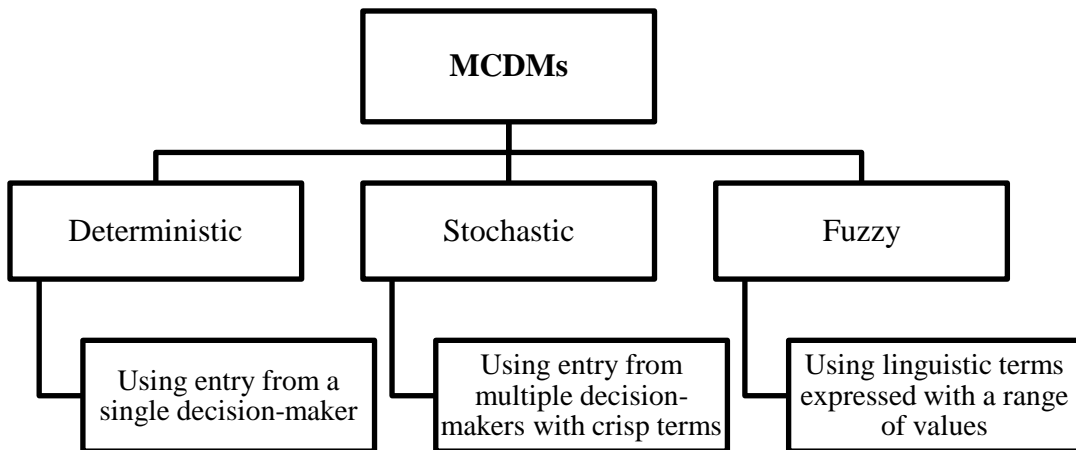 MCDMs
Deterministic
Stochastic
Fuzzy
Using entry from a
single decision-maker
Using entry from
multiple decision-
makers with crisp terms
Using linguistic terms
expressed with a range
of values